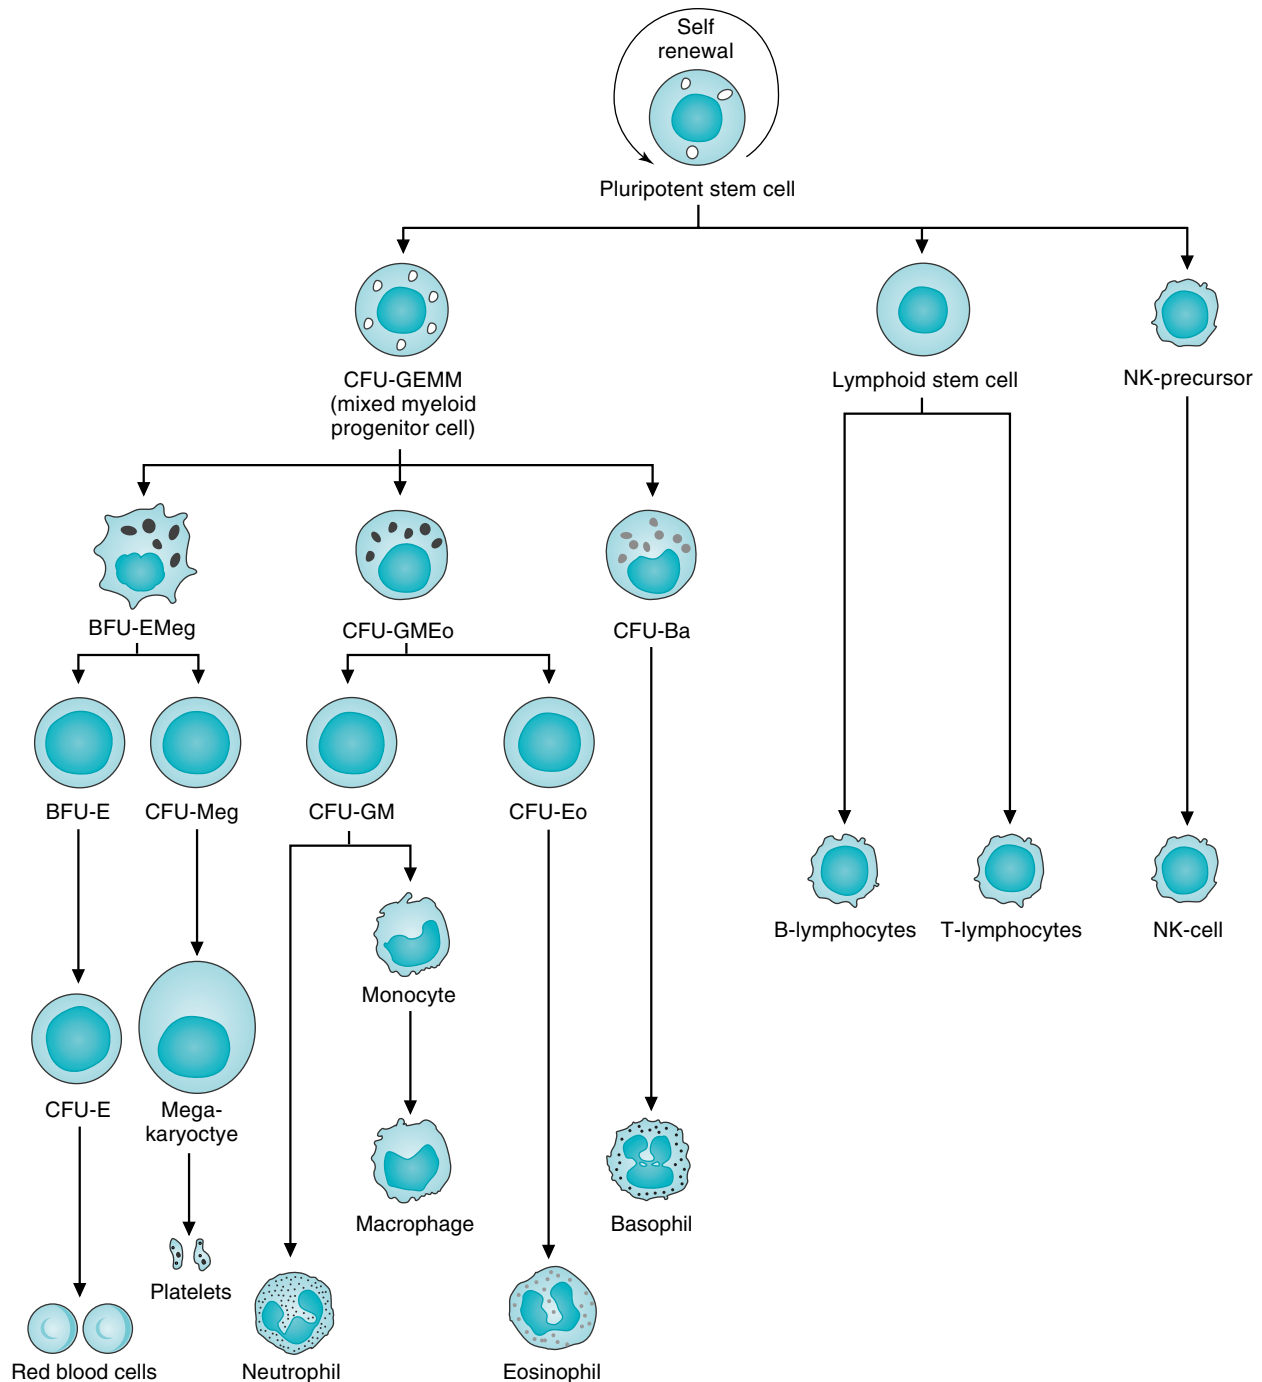 Self
renewal
Pluripotent stem cell
CFU-GEMM
(mixed myeloid
progenitor cell)
Lymphoid stem cell
NK-precursor
BFU-EMeg
CFU-GMEo
CFU-Ba
BFU-E
CFU-Meg
CFU-GM
CFU-Eo
B-lymphocytes
T-lymphocytes
NK-cell
Monocyte
CFU-E
Mega-
karyoctye
Macrophage
Basophil
Platelets
Red blood cells
Neutrophil
Eosinophil